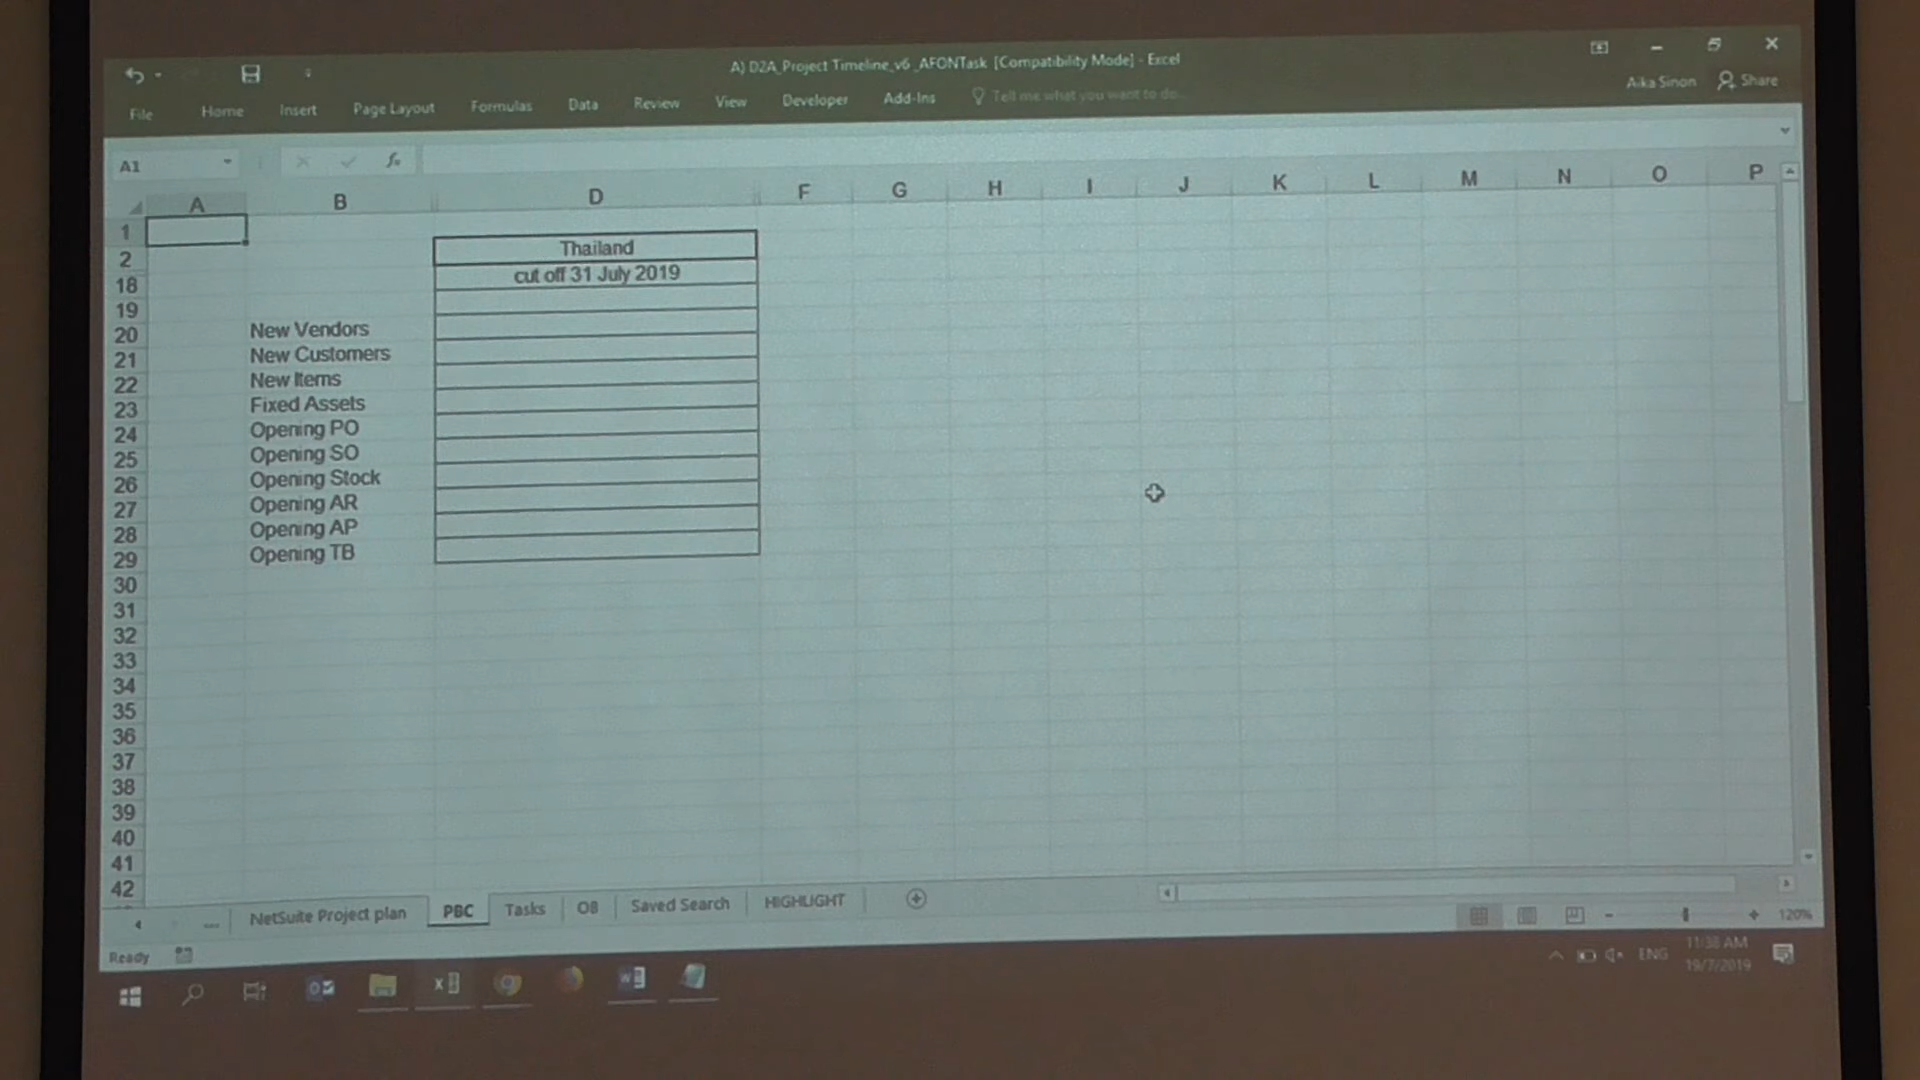 A) D2A_Project Timeline_v6 _AFONTask [Compatibility Mode] - Excel
File Home Insert Page Layout Formulas Data Review View Developer Add-Ins Tell me what you want to do... Aika Sinon Share
A1 fx
A B D F G H I J K L M N O P
1
2 Thailand
18 cut off 31 July 2019
19
20 New Vendors
21 New Customers
22 New Items
23 Fixed Assets
24 Opening PO
25 Opening SO
26 Opening Stock
27 Opening AR
28 Opening AP
29 Opening TB
30
31
32
33
34
35
36
37
38
39
40
41
42
... NetSuite Project plan PBC Tasks OB Saved Search HIGHLIGHT
Ready 120%
ENG 11:38 AM
19/7/2019